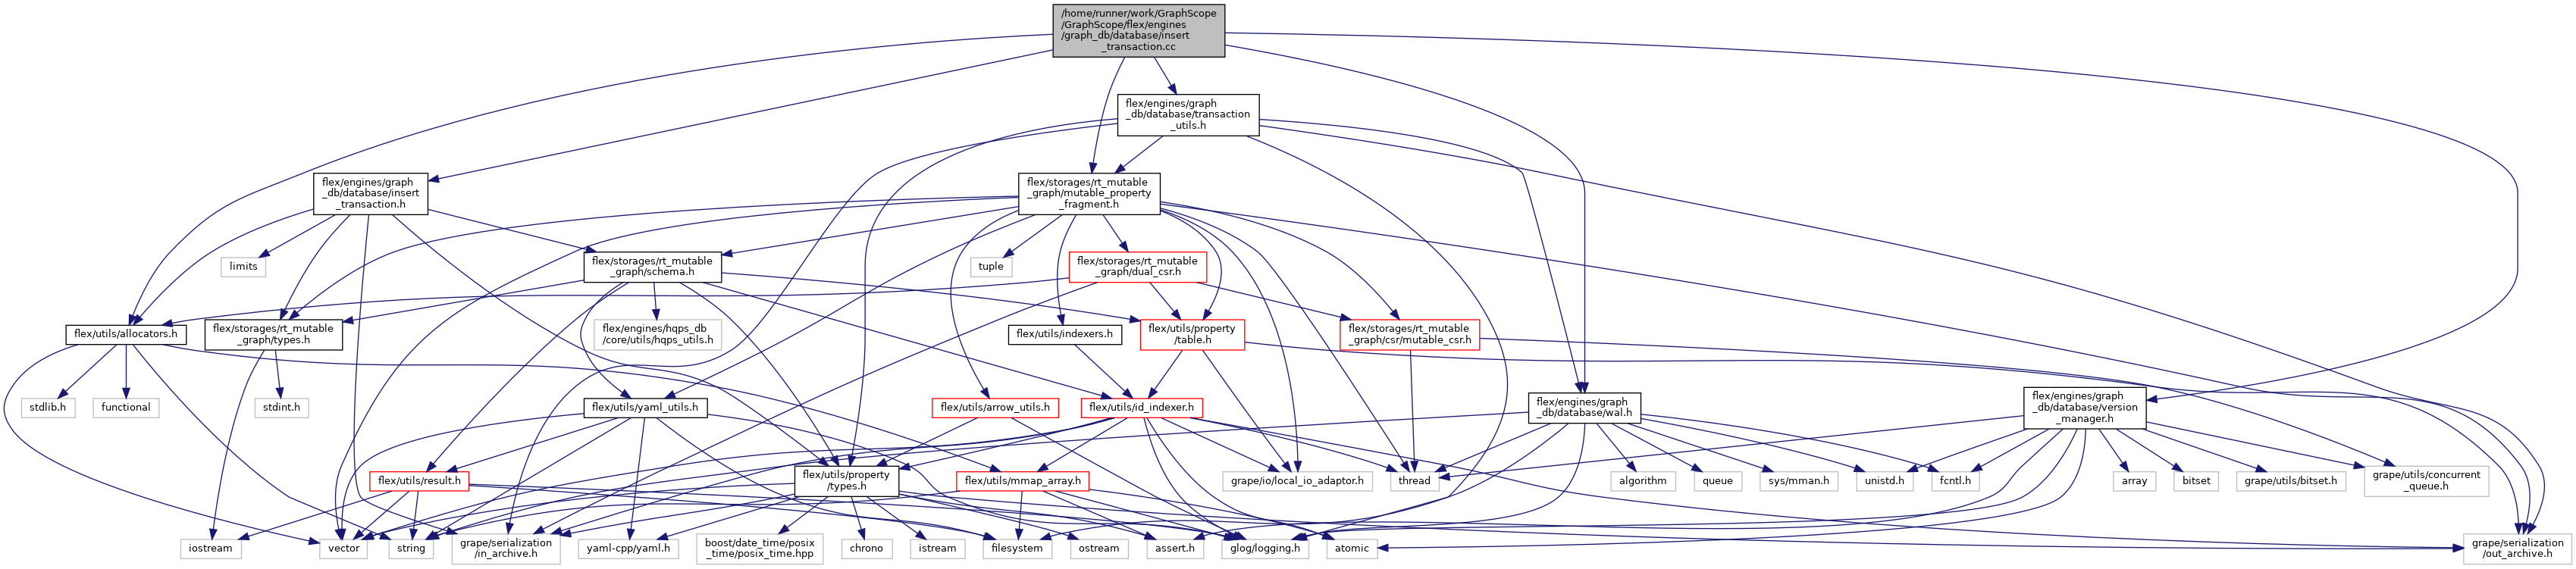 /home/runner/work/GraphScope
/GraphScope/flex/engines
/graph_db/database/insert
_transaction.cc
flex/engines/graph
_db/database/transaction
_utils.h
flex/engines/graph
_db/database/insert
_transaction.h
flex/storages/rt_mutable
_graph/mutable_property
_fragment.h
limits
flex/storages/rt_mutable
_graph/schema.h
tuple
flex/storages/rt_mutable
_graph/dual_csr.h
flex/utils/allocators.h
flex/storages/rt_mutable
_graph/types.h
flex/engines/hqps_db
/core/utils/hqps_utils.h
flex/utils/indexers.h
flex/utils/property
/table.h
flex/storages/rt_mutable
_graph/csr/mutable_csr.h
stdlib.h
functional
stdint.h
flex/utils/yaml_utils.h
flex/utils/arrow_utils.h
flex/utils/id_indexer.h
flex/engines/graph
_db/database/wal.h
flex/engines/graph
_db/database/version
_manager.h
flex/utils/result.h
flex/utils/property
/types.h
flex/utils/mmap_array.h
grape/io/local_io_adaptor.h
thread
algorithm
queue
sys/mman.h
unistd.h
fcntl.h
array
bitset
grape/utils/bitset.h
grape/utils/concurrent
_queue.h
iostream
vector
string
grape/serialization
/in_archive.h
yaml-cpp/yaml.h
boost/date_time/posix
_time/posix_time.hpp
chrono
istream
filesystem
ostream
assert.h
glog/logging.h
atomic
grape/serialization
/out_archive.h